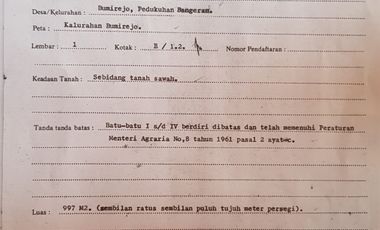 Desa/Kelurahan : Bumirejo, Pedukuhan Bangeran.
Peta : Kalurahan Bumirejo.
Lembar : 1 Kotak : B / 1.2. Nomor Pendaftaran :
Keadaan Tanah : Sebidang tanah sawah.
Tanda tanda batas : Batu-batu I s/d IV berdiri dibatas dan telah memenuhi Peraturan
Menteri Agraria No,8 tahun 1961 pasal 2 ayat c.
Luas : 997 M2. (sembilan ratus sembilan puluh tujuh meter persegi).